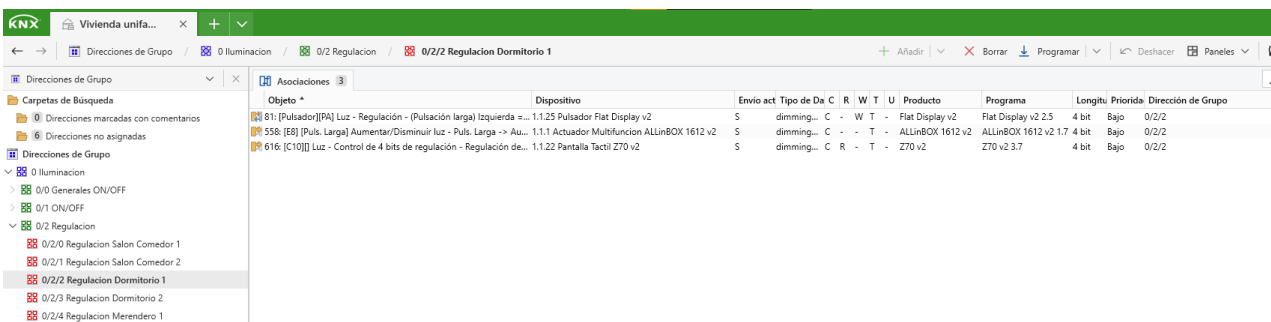 KNX Vivienda unifa... × + 
Direcciones de Grupo / 0 Iluminacion / 0/2 Regulacion / 0/2/2 Regulacion Dormitorio 1 + Añadir Borrar Programar Deshacer Paneles
Direcciones de Grupo
Carpetas de Búsqueda
0 Direcciones marcadas con comentarios
6 Direcciones no asignadas
Direcciones de Grupo
0 Iluminacion
0/0 Generales ON/OFF
0/1 ON/OFF
0/2 Regulacion
0/2/0 Regulacion Salon Comedor 1
0/2/1 Regulacion Salon Comedor 2
0/2/2 Regulacion Dormitorio 1
0/2/3 Regulacion Dormitorio 2
0/2/4 Regulacion Merendero 1
Asociaciones 3
Objeto Dispositivo Envío act Tipo de Da C R W T U Producto Programa Longitu Priorida Dirección de Grupo
81: [Pulsador][PA] Luz - Regulación - (Pulsación larga) Izquierda =... 1.1.25 Pulsador Flat Display v2 S dimming... C - W T - Flat Display v2 Flat Display v2 2.5 4 bit Bajo 0/2/2
558: [E8] [Puls. Larga] Aumentar/Disminuir luz - Puls. Larga -> Au... 1.1.1 Actuador Multifuncion ALLinBOX 1612 v2 S dimming... C - - T - ALLinBOX 1612 v2 ALLinBOX 1612 v2 1.7 4 bit Bajo 0/2/2
616: [C10][] Luz - Control de 4 bits de regulación - Regulación de... 1.1.22 Pantalla Tactil Z70 v2 S dimming... C R - T - Z70 v2 Z70 v2 3.7 4 bit Bajo 0/2/2